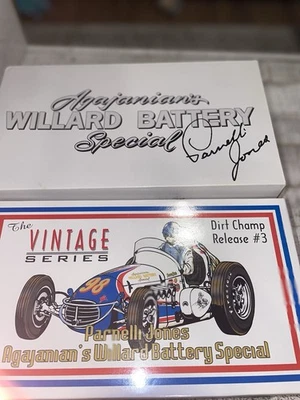 Agajanian's
WILLARD BATTERY
Special
Parnelli
Jones
The
VINTAGE
SERIES
Dirt Champ
Release #3
98
Parnelli Jones
Agajanian's Willard Battery Special